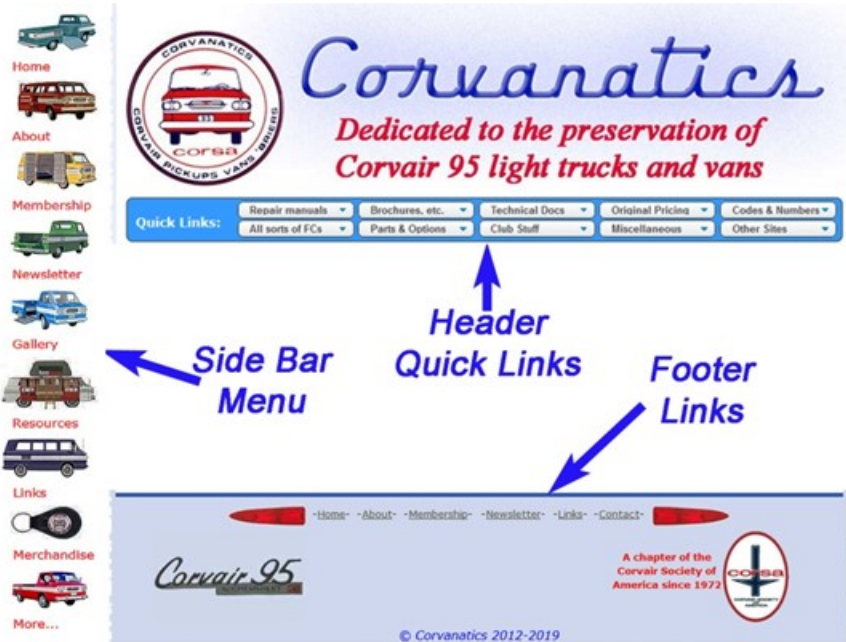 Home
About
Membership
Newsletter
Gallery
Resources
Links
Merchandise
More...
CORVANATICS
corsa
CORVAIR PICKUPS VANS 'BRIERS
Corvanatics
Dedicated to the preservation of
Corvair 95 light trucks and vans
Quick Links:
Repair manuals Brochures, etc. Technical Docs Original Pricing Codes & Numbers
All sorts of FCs Parts & Options Club Stuff Miscellaneous Other Sites
Header
Quick Links
Side Bar
Menu
Footer
Links
-Home- -About- -Membership- -Newsletter- -Links- -Contact-
Corvair 95
A chapter of the
Corvair Society of
America since 1972
corsa
© Corvanatics 2012-2019